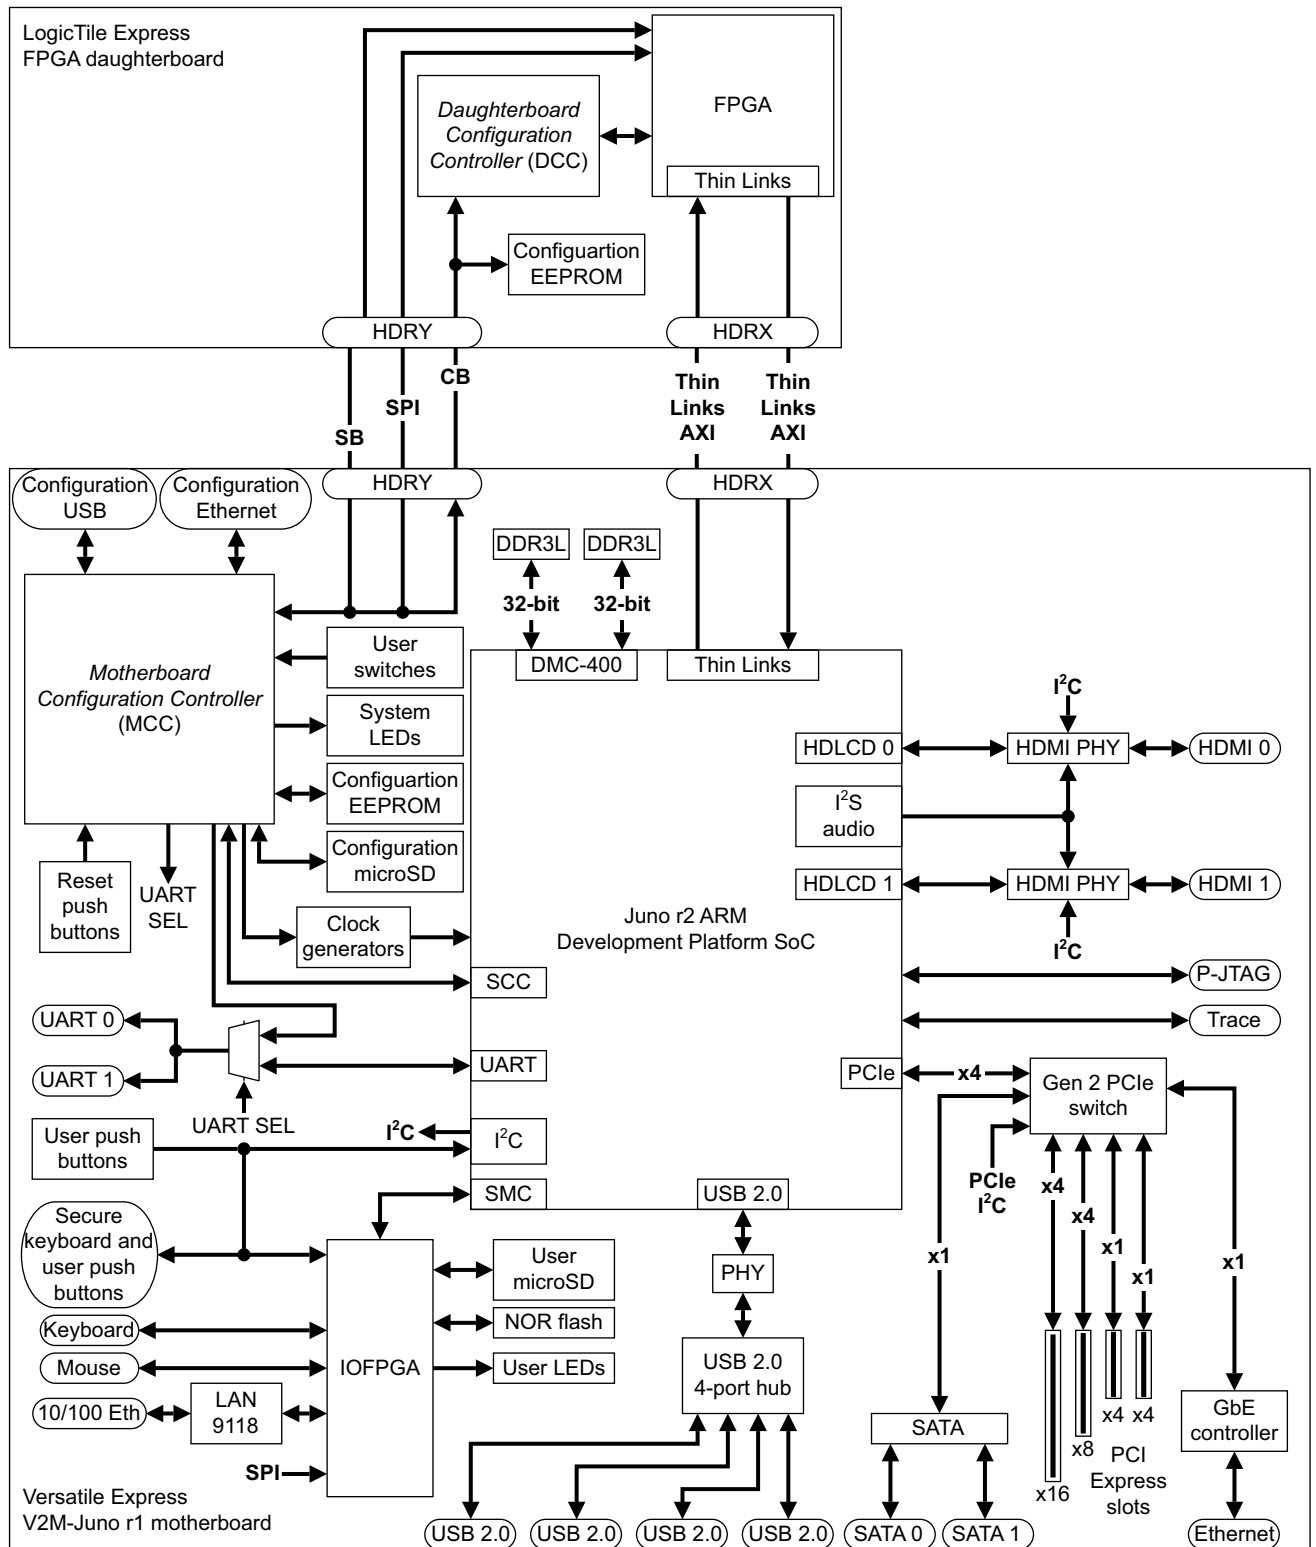 LogicTile Express
FPGA daughterboard
Daughterboard
Configuration
Controller (DCC)
FPGA
Thin Links
Configuartion
EEPROM
HDRY
HDRX
CB
SPI
SB
Thin
Links
AXI
Thin
Links
AXI
Configuration
USB
Configuration
Ethernet
HDRY
HDRX
DDR3L
DDR3L
32-bit
32-bit
User
switches
DMC-400
Thin Links
Motherboard
Configuration Controller
(MCC)
System
LEDs
Configuartion
EEPROM
Configuration
microSD
Reset
push
buttons
UART
SEL
Clock
generators
Juno r2 ARM
Development Platform SoC
I²C
HDLCD 0
HDMI PHY
HDMI 0
I²S
audio
HDLCD 1
HDMI PHY
HDMI 1
I²C
SCC
P-JTAG
UART 0
Trace
UART 1
UART
PCIe
x4
Gen 2 PCIe
switch
UART SEL
User push
buttons
I²C
I²C
PCIe
I²C
SMC
USB 2.0
x4
x4
x1
x1
x1
x1
Secure
keyboard and
user push
buttons
User
microSD
PHY
Keyboard
NOR flash
Mouse
IOFPGA
User LEDs
USB 2.0
4-port hub
10/100 Eth
LAN
9118
SATA
x4
x4
x8
x16
PCI
Express
slots
GbE
controller
SPI
Versatile Express
V2M-Juno r1 motherboard
USB 2.0
USB 2.0
USB 2.0
USB 2.0
SATA 0
SATA 1
Ethernet